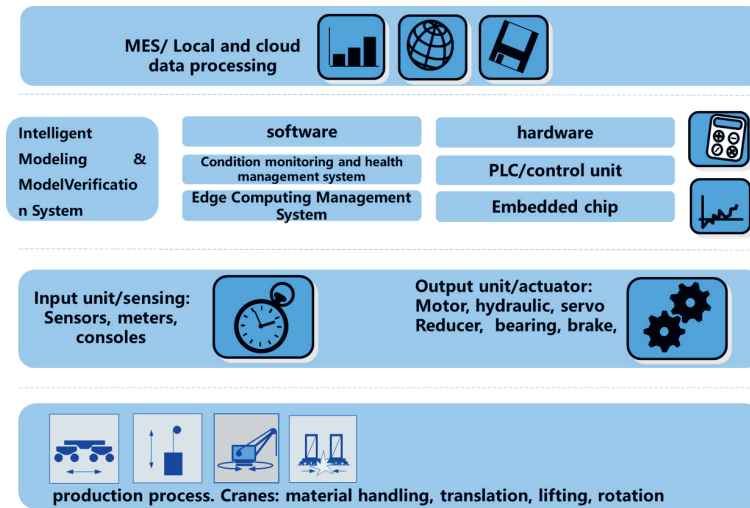 MES/ Local and cloud
data processing
Intelligent
Modeling &
ModelVerificatio
n System
software
hardware
Condition monitoring and health
management system
PLC/control unit
Edge Computing Management
System
Embedded chip
Input unit/sensing:
Sensors, meters,
consoles
Output unit/actuator:
Motor, hydraulic, servo
Reducer, bearing, brake,
production process. Cranes: material handling, translation, lifting, rotation